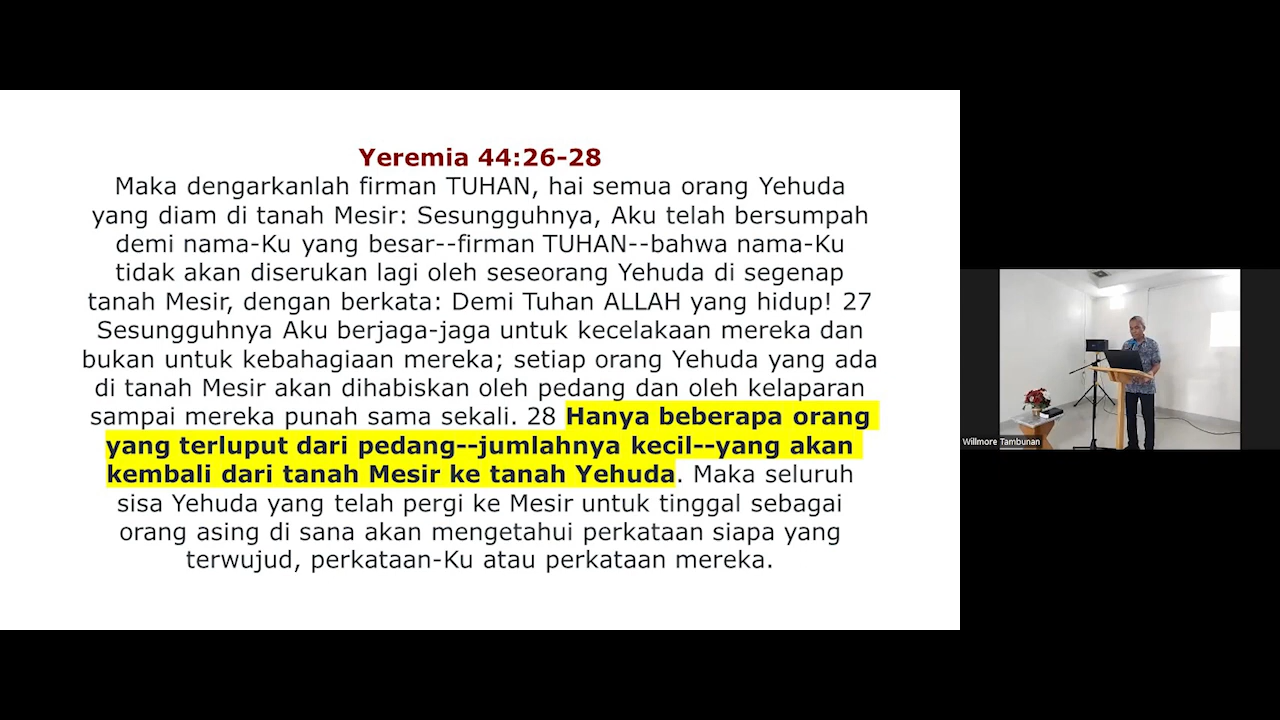 Yeremia 44:26-28
Maka dengarkanlah firman TUHAN, hai semua orang Yehuda
yang diam di tanah Mesir: Sesungguhnya, Aku telah bersumpah
demi nama-Ku yang besar--firman TUHAN--bahwa nama-Ku
tidak akan diserukan lagi oleh seseorang Yehuda di segenap
tanah Mesir, dengan berkata: Demi Tuhan ALLAH yang hidup! 27
Sesungguhnya Aku berjaga-jaga untuk kecelakaan mereka dan
bukan untuk kebahagiaan mereka; setiap orang Yehuda yang ada
di tanah Mesir akan dihabiskan oleh pedang dan oleh kelaparan
sampai mereka punah sama sekali. 28 Hanya beberapa orang
yang terluput dari pedang--jumlahnya kecil--yang akan
kembali dari tanah Mesir ke tanah Yehuda. Maka seluruh
sisa Yehuda yang telah pergi ke Mesir untuk tinggal sebagai
orang asing di sana akan mengetahui perkataan siapa yang
terwujud, perkataan-Ku atau perkataan mereka.
Willmore Tambunan